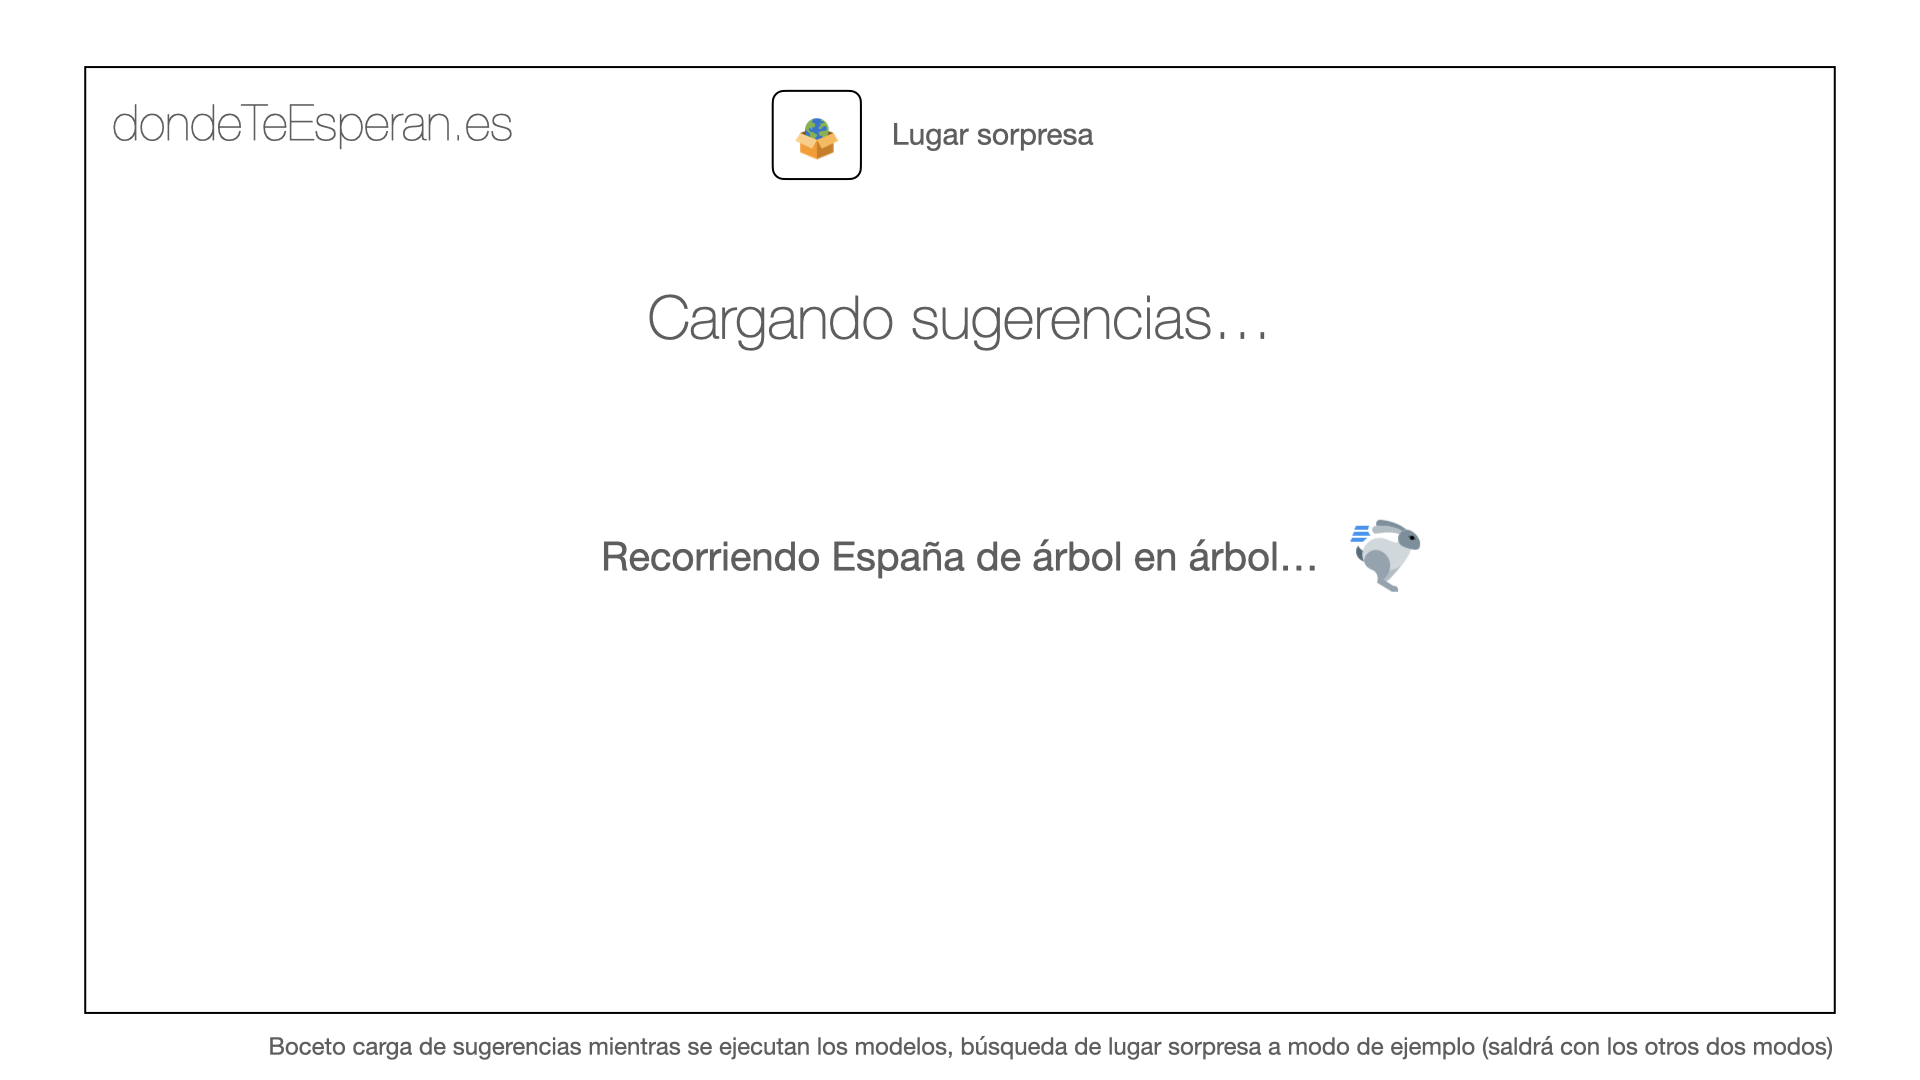 dondeTeEsperan.es
Lugar sorpresa
Cargando sugerencias...
Recorriendo España de árbol en árbol...
Boceto carga de sugerencias mientras se ejecutan los modelos, búsqueda de lugar sorpresa a modo de ejemplo (saldrá con los otros dos modos)